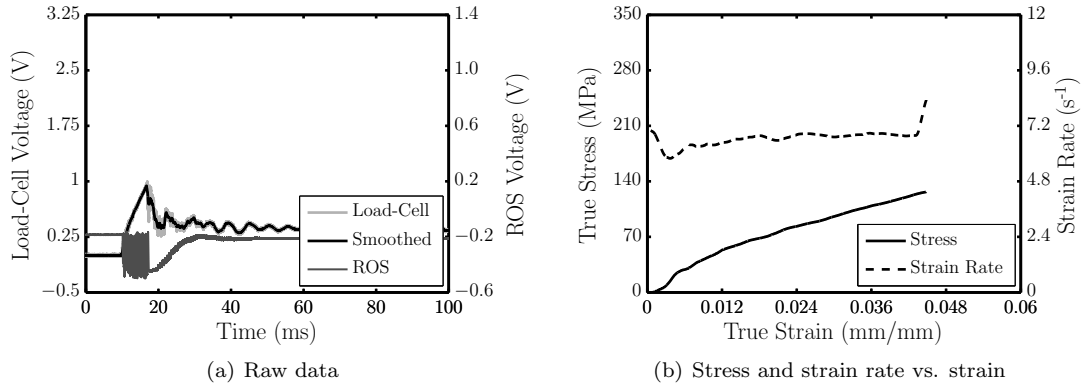 3.25
2.5
1.75
1
0.25
−0.5
Load-Cell Voltage (V)
1.4
1.0
0.6
0.2
−0.2
−0.6
ROS Voltage (V)
Load-Cell
Smoothed
ROS
0 20 40 60 80 100
Time (ms)
(a) Raw data
350
280
210
140
70
0
True Stress (MPa)
12
9.6
7.2
4.8
2.4
0
Strain Rate (s⁻¹)
Stress
Strain Rate
0 0.012 0.024 0.036 0.048 0.06
True Strain (mm/mm)
(b) Stress and strain rate vs. strain